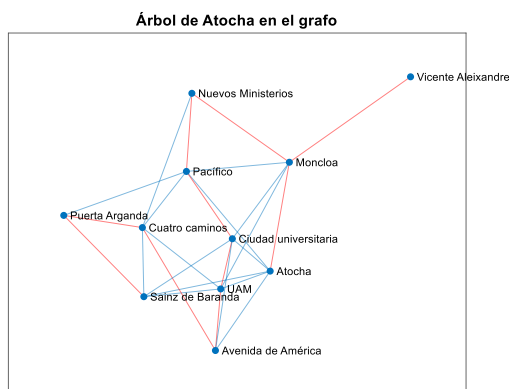 Árbol de Atocha en el grafo
Vicente Aleixandre
Nuevos Ministerios
Moncloa
Pacífico
Puerta Arganda
Cuatro caminos
Ciudad universitaria
Atocha
UAM
Sainz de Baranda
Avenida de América